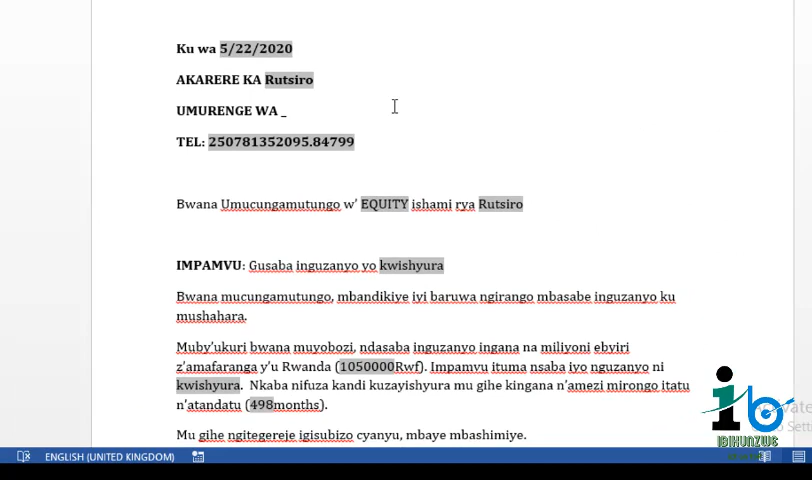 Ku wa 5/22/2020
AKARERE KA Rutsiro
UMURENGE WA _
TEL: 250781352095.84799
Bwana Umucungamutungo w’ EQUITY ishami rya Rutsiro
IMPAMVU: Gusaba inguzanyo yo kwishyura
Bwana mucungamutungo, mbandikiye iyi baruwa ngirango mbasabe inguzanyo ku
mushahara.
Muby’ukuri bwana muyobozi, ndasaba inguzanyo ingana na miliyoni ebyiri
z’amafaranga y’u Rwanda (1050000Rwf). Impamvu ituma nsaba iyo nguzanyo ni
kwishyura. Nkaba nifuza kandi kuzayishyura mu gihe kingana n’amezi mirongo itatu
n’atandatu (498months).
Mu gihe ngitegereje igisubizo cyanyu, mbaye mbashimiye.
ib
IBIHUNZWE
ENGLISH (UNITED KINGDOM)